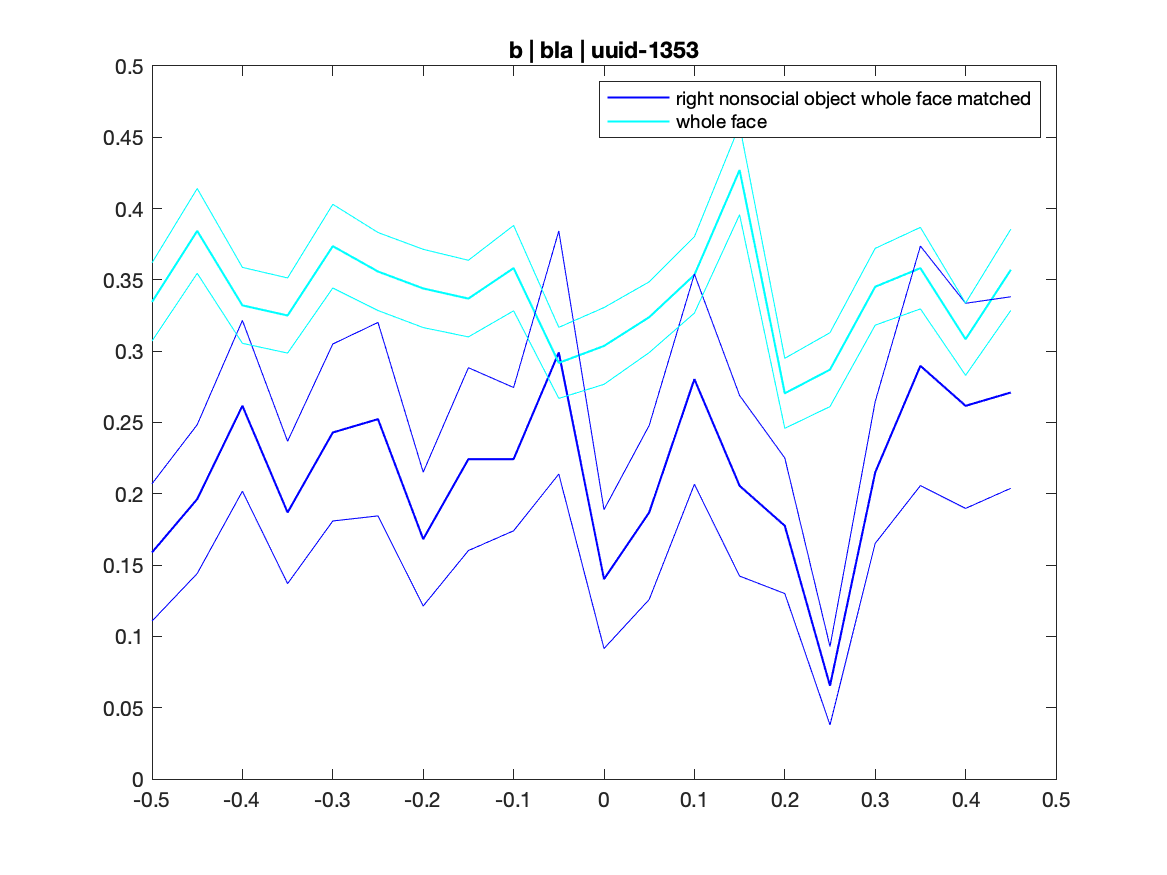 b | bla | uuid-1353
right nonsocial object whole face matched
whole face
0.5
0.45
0.4
0.35
0.3
0.25
0.2
0.15
0.1
0.05
0
-0.5 -0.4 -0.3 -0.2 -0.1 0 0.1 0.2 0.3 0.4 0.5